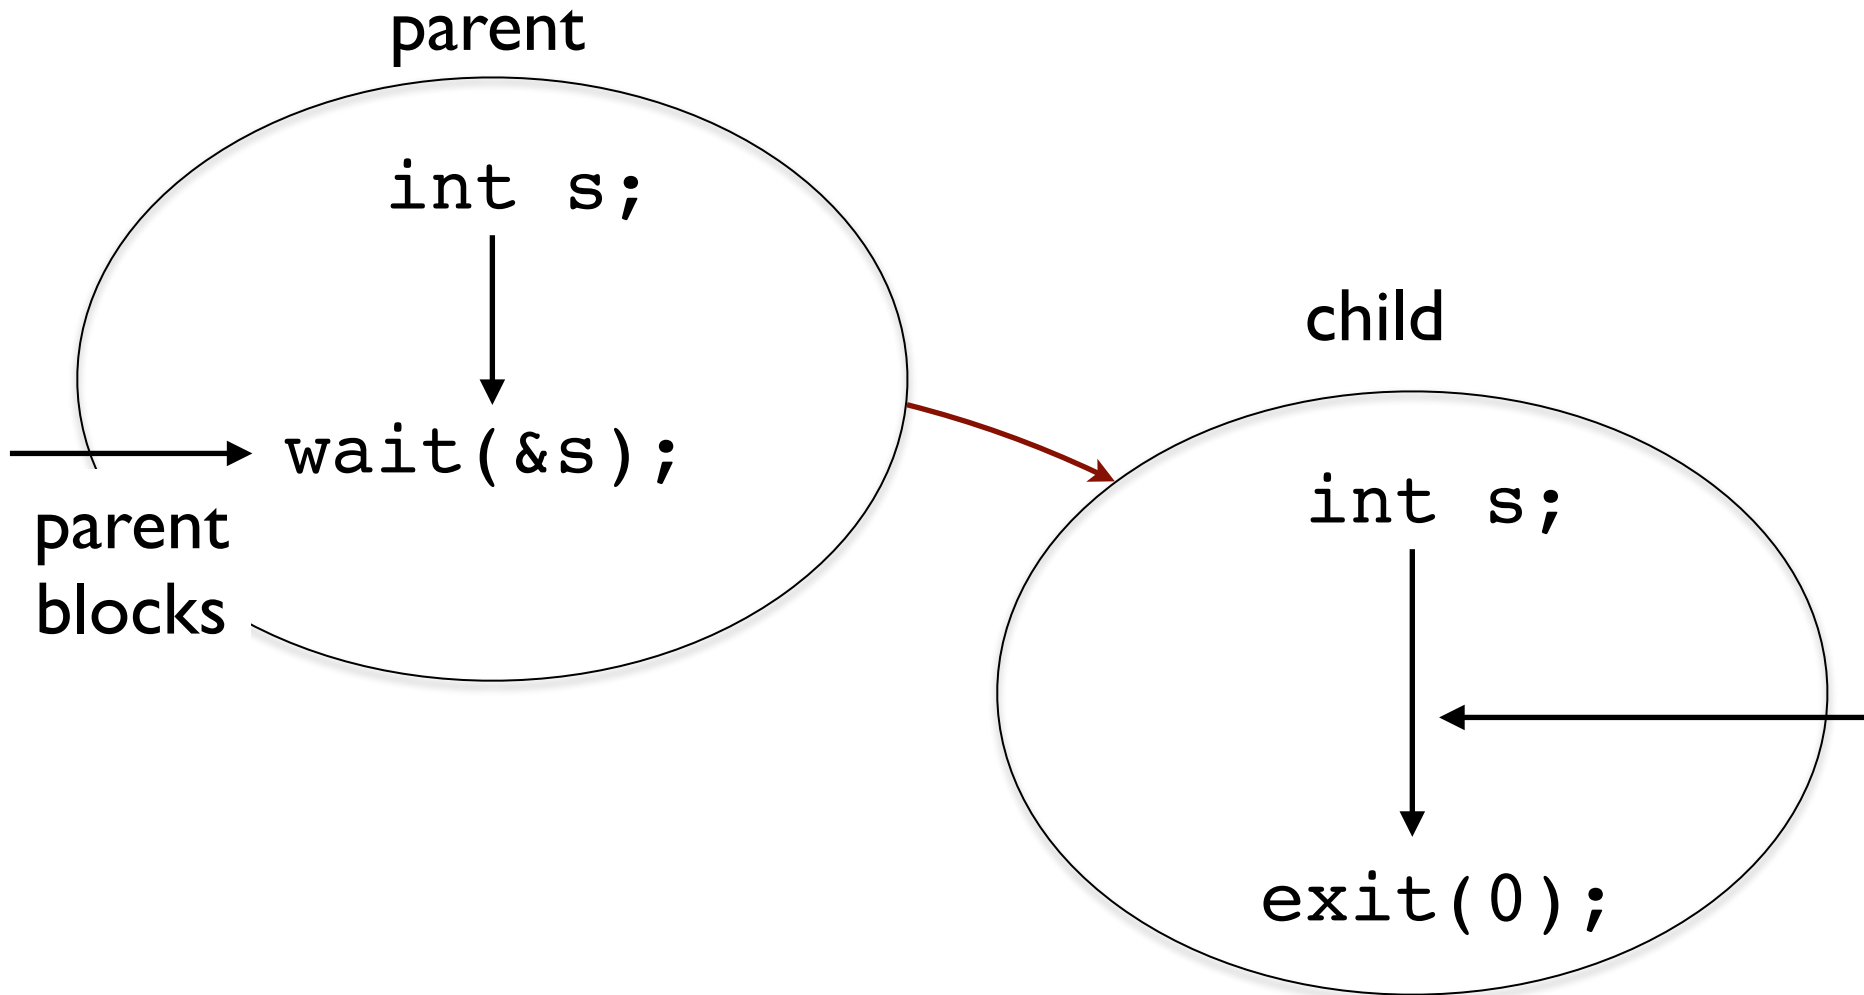 parent
int s;
wait(&s);
parent
blocks
child
int s;
exit(0);